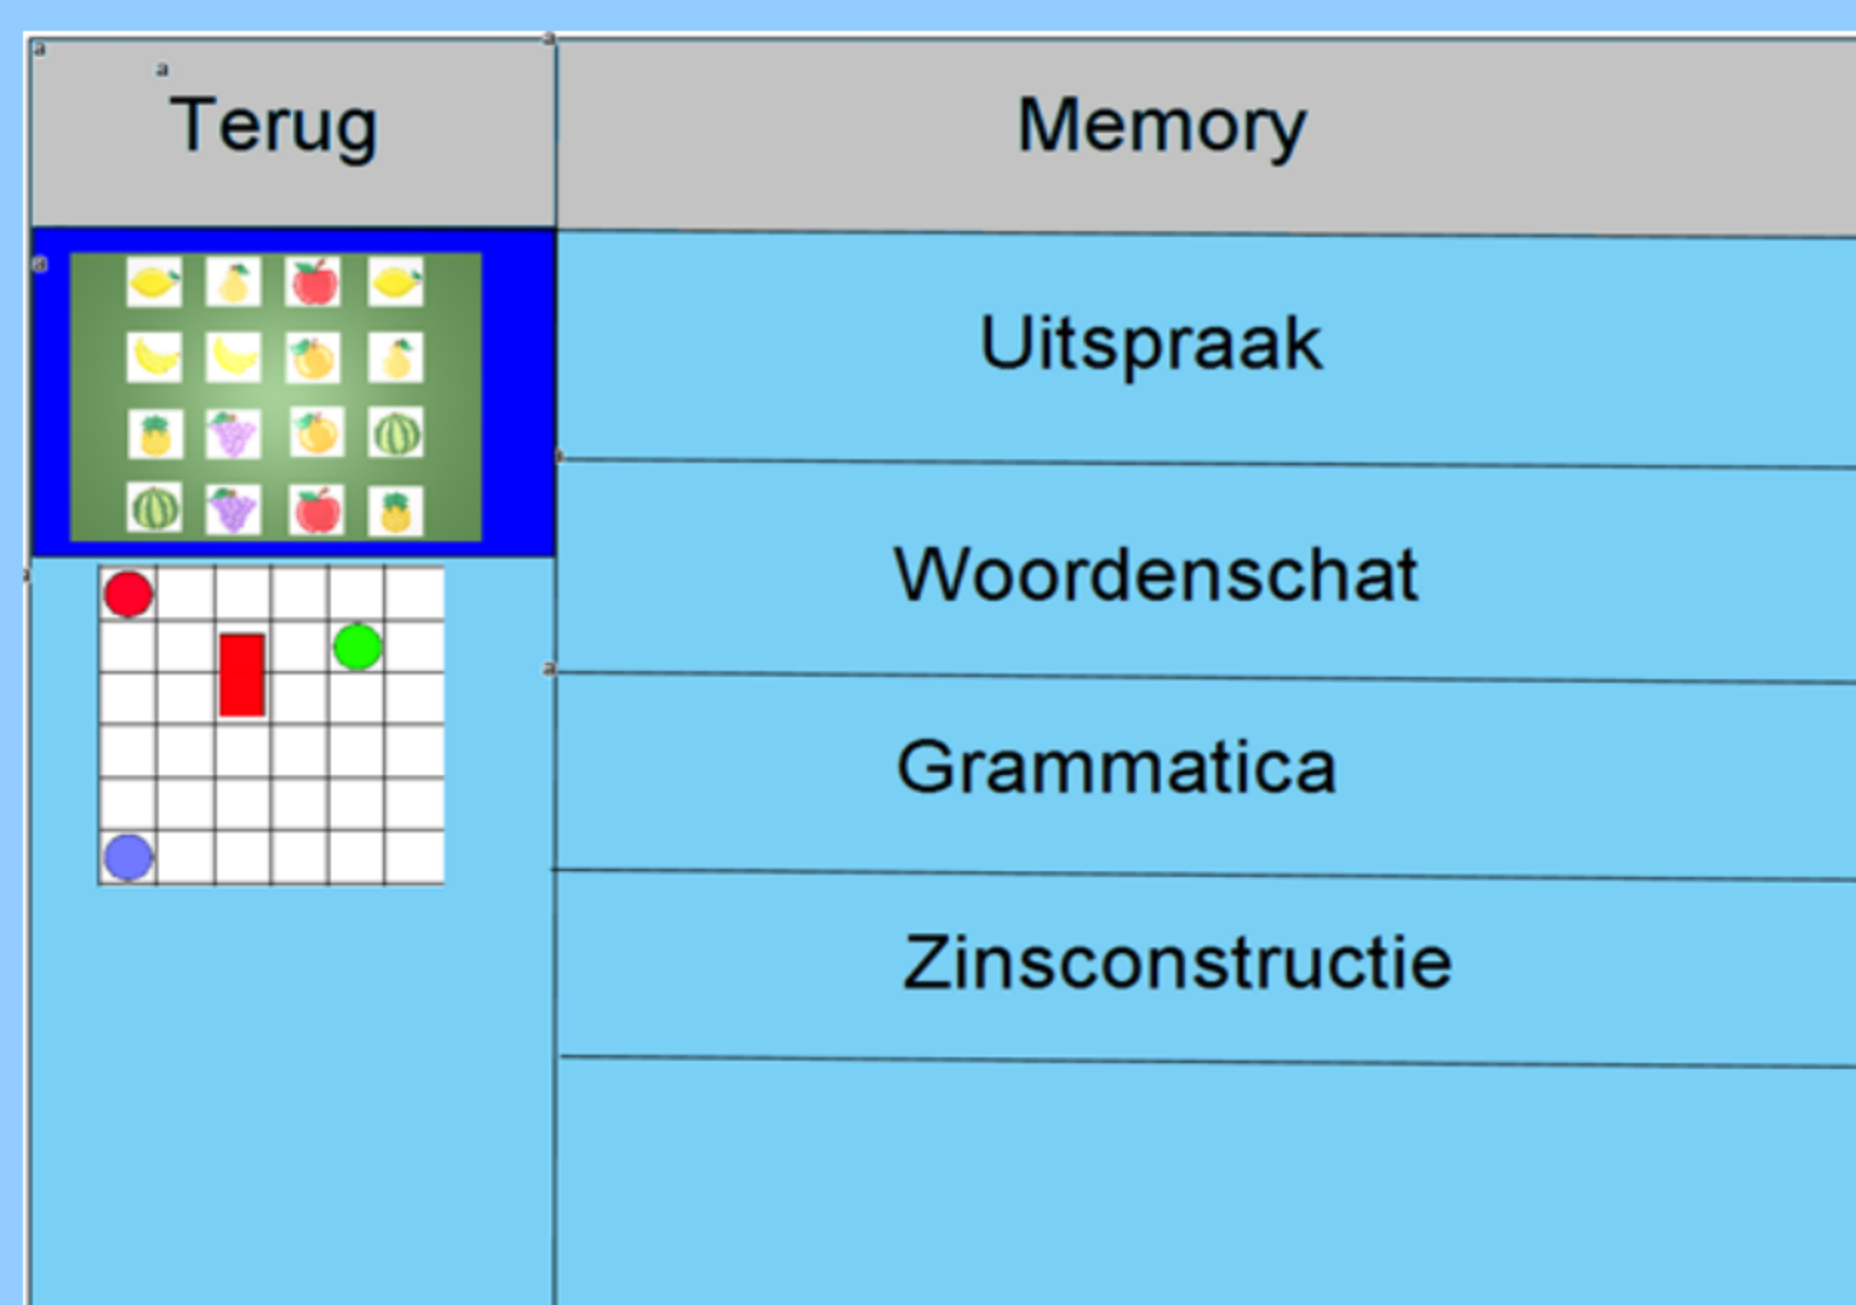 a
a
a
Terug
Memory
a
Uitspraak
a
Woordenschat
a
a
Grammatica
Zinsconstructie